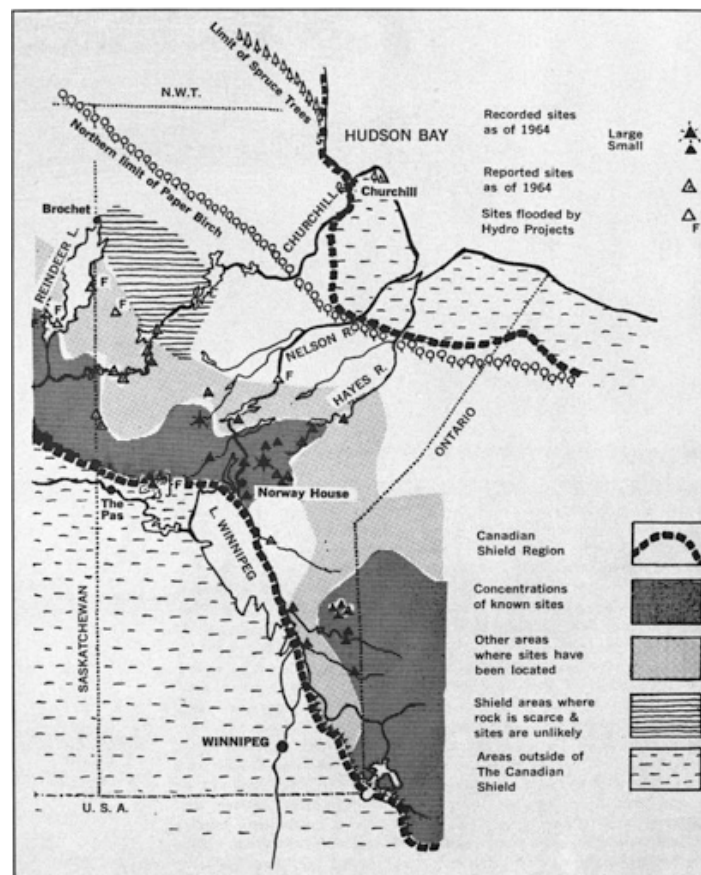 Limit of Spruce Trees
N.W.T.
HUDSON BAY
Northern limit of Paper Birch
CHURCHILL
Churchill
Brochet
REINDEER L.
F
F
F
NELSON R.
F
HAYES R.
ONTARIO
Norway House
F
The
Pas
L. WINNIPEG
SASKATCHEWAN
WINNIPEG
U. S. A.
Recorded sites
as of 1964
Large
Small
Reported sites
as of 1964
Sites flooded by
Hydro Projects
F
Canadian
Shield Region
Concentrations
of known sites
Other areas
where sites have
been located
Shield areas where
rock is scarce &
sites are unlikely
Areas outside of
The Canadian
Shield